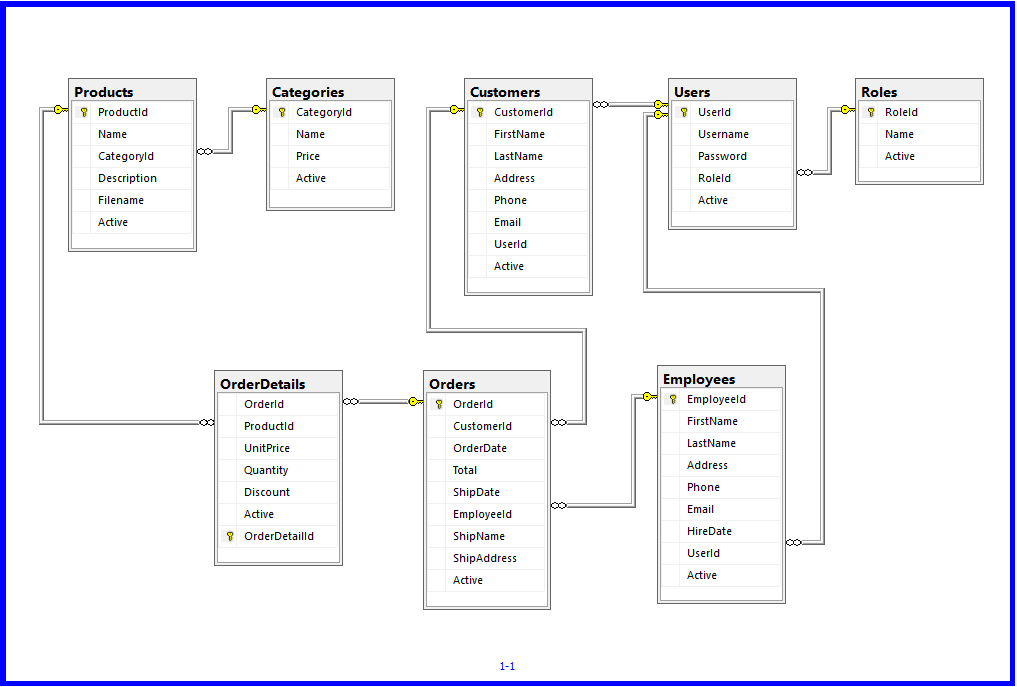 Products
ProductId
Name
CategoryId
Description
Filename
Active
Categories
CategoryId
Name
Price
Active
Customers
CustomerId
FirstName
LastName
Address
Phone
Email
UserId
Active
Users
UserId
Username
Password
RoleId
Active
Roles
RoleId
Name
Active
OrderDetails
OrderId
ProductId
UnitPrice
Quantity
Discount
Active
OrderDetailId
Orders
OrderId
CustomerId
OrderDate
Total
ShipDate
EmployeeId
ShipName
ShipAddress
Active
Employees
EmployeeId
FirstName
LastName
Address
Phone
Email
HireDate
UserId
Active
1-1